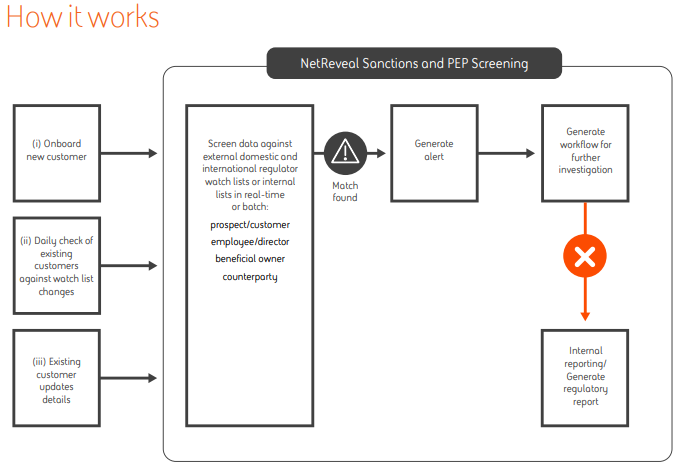 How it works
NetReveal Sanctions and PEP Screening
(i) Onboard
new customer
(ii) Daily check of
existing
customers
against watch list
changes
(iii) Existing
customer
updates
details
Screen data against
external domestic and
international regulator
watch lists or internal
lists in real-time
or batch:
prospect/customer
employee/director
beneficial owner
counterparty
Match
found
Generate
alert
Generate
workflow for
further
investigation
Internal
reporting/
Generate
regulatory
report